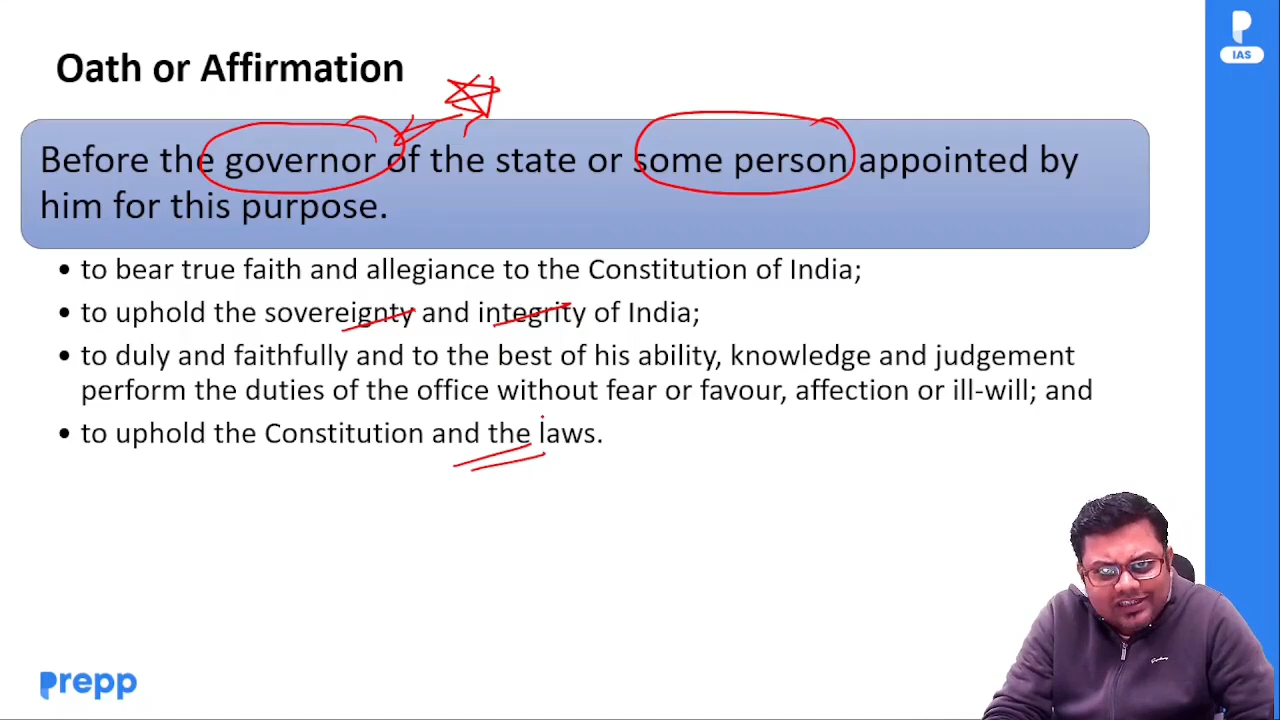 Oath or Affirmation
IAS
Before the governor of the state or some person appointed by
him for this purpose.
• to bear true faith and allegiance to the Constitution of India;
• to uphold the sovereignty and integrity of India;
• to duly and faithfully and to the best of his ability, knowledge and judgement
perform the duties of the office without fear or favour, affection or ill-will; and
• to uphold the Constitution and the laws.
prepp